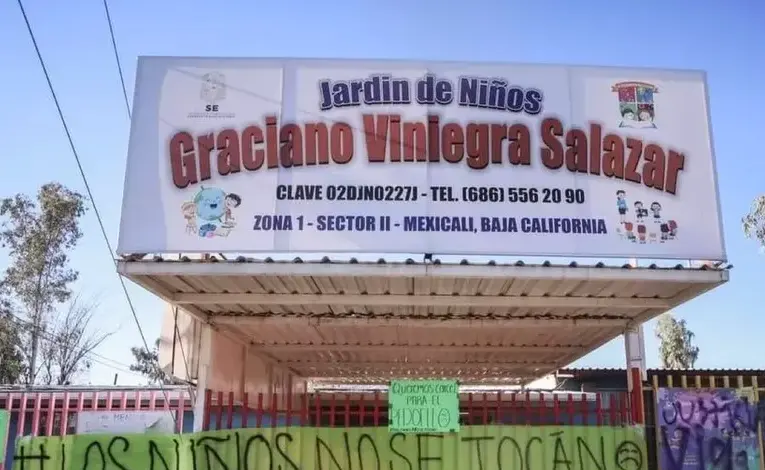 SE
Jardin de Niños
Graciano Viniegra Salazar
CLAVE 02DJN0227J - TEL. (686) 556 20 90
ZONA 1 - SECTOR II - MEXICALI, BAJA CALIFORNIA
Queremos carcel
PARA EL
PEDOFILO
#LOS NIÑOS NO SE TOCAN
JUSTICIA